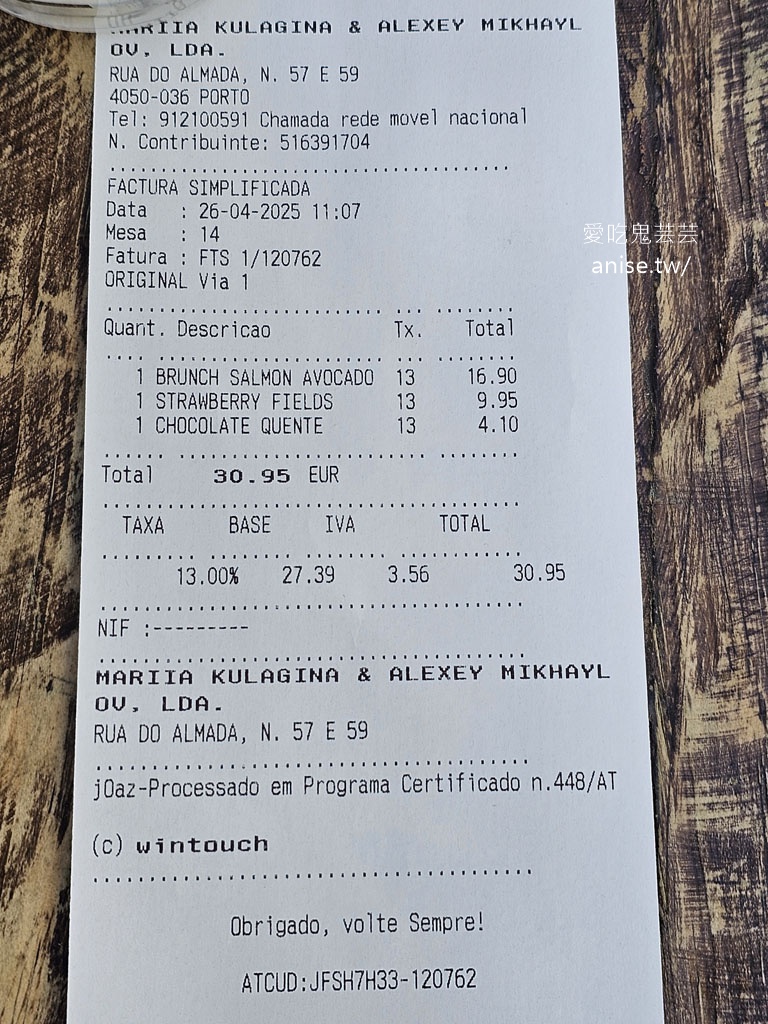 MARIIA KULAGINA & ALEXEY MIKHAYL
OV, LDA.
RUA DO ALMADA, N. 57 E 59
4050-036 PORTO
Tel: 912100591 Chamada rede movel nacional
N. Contribuinte: 516391704
FACTURA SIMPLIFICADA
Data : 26-04-2025 11:07
Mesa : 14
Fatura : FTS 1/120762
ORIGINAL Via 1
愛吃鬼芸芸
anise.tw/
Quant. Descricao Tx. Total
1 BRUNCH SALMON AVOCADO 13 16.90
1 STRAWBERRY FIELDS 13 9.95
1 CHOCOLATE QUENTE 13 4.10
Total 30.95 EUR
TAXA BASE IVA TOTAL
13.00% 27.39 3.56 30.95
NIF :---------
MARIIA KULAGINA & ALEXEY MIKHAYL
OV, LDA.
RUA DO ALMADA, N. 57 E 59
jOaz-Processado em Programa Certificado n.448/AT
(c) wintouch
Obrigado, volte Sempre!
ATCUD:JFSH7H33-120762